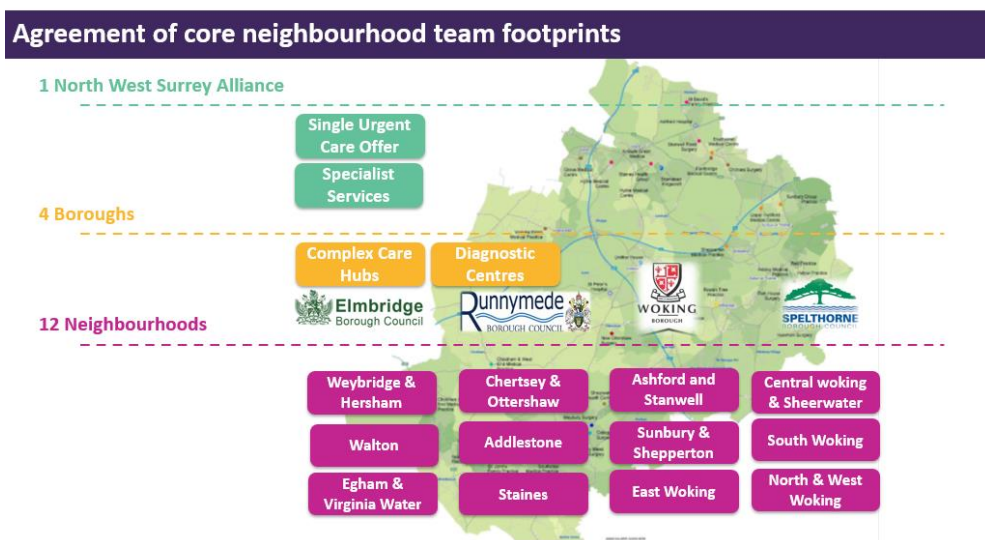 Agreement of core neighbourhood team footprints
1 North West Surrey Alliance
Single Urgent
Care Offer
Specialist
Services
4 Boroughs
Complex Care
Hubs
Diagnostic
Centres
Elmbridge
Borough Council
Runnymede
BOROUGH COUNCIL
WOKING
BOROUGH
SPELTHORNE
BOROUGH COUNCIL
12 Neighbourhoods
Weybridge &
Hersham
Chertsey &
Ottershaw
Ashford and
Stanwell
Central woking
& Sheerwater
Walton
Addlestone
Sunbury &
Shepperton
South Woking
Egham &
Virginia Water
Staines
East Woking
North & West
Woking